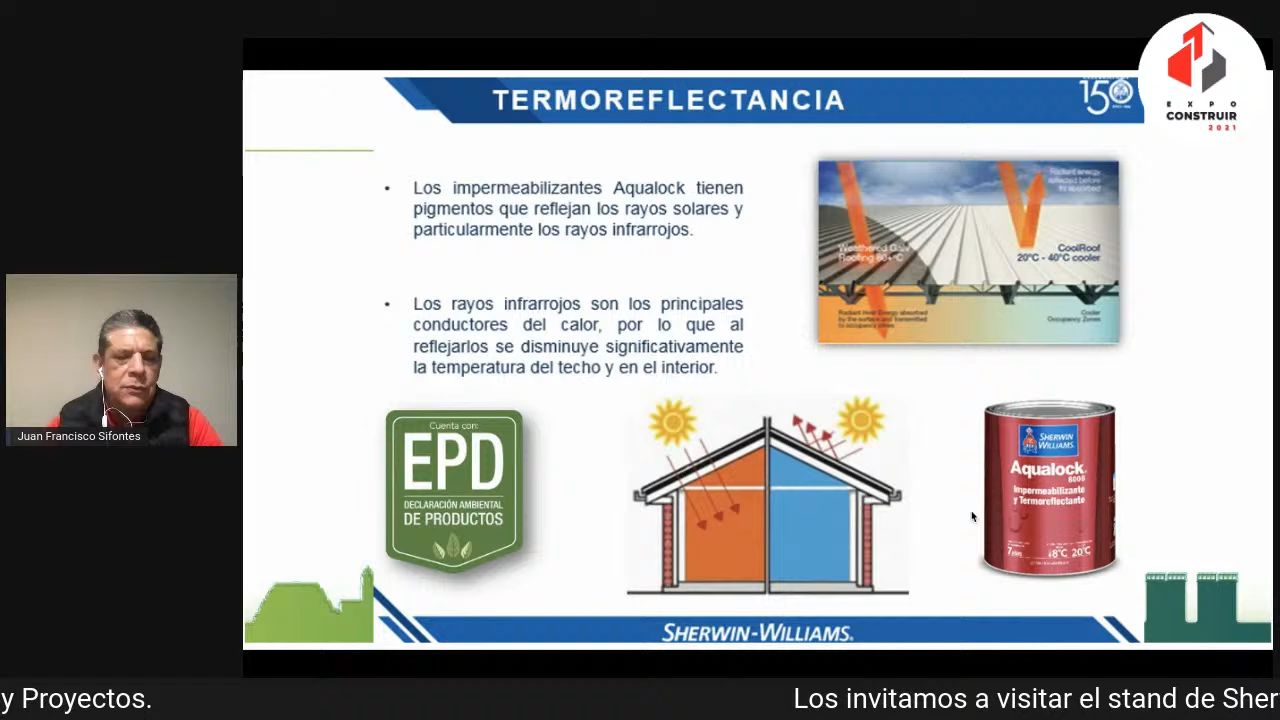 TERMOREFLECTANCIA
150
EXPO
CONSTRUIR
2021
• Los impermeabilizantes Aqualock tienen
pigmentos que reflejan los rayos solares y
particularmente los rayos infrarrojos.
• Los rayos infrarrojos son los principales
conductores del calor, por lo que al
reflejarlos se disminuye significativamente
la temperatura del techo y en el interior.
Radiant energy
reflected before
absorbed
Weathered
Roofing
CoolRoof
20°C - 40°C cooler
Radiant Heat Energy absorbed
by the surface and transmitted
to occupancy zones
Cooler
Occupancy Zones
Juan Francisco Sifontes
Cuenta con:
EPD
DECLARACIÓN AMBIENTAL
DE PRODUCTOS
SHERWIN
WILLIAMS.
Aqualock
8000
Impermeabilizante
y Termoreflectante
7
20°C
SHERWIN-WILLIAMS.
y Proyectos.
Los invitamos a visitar el stand de Sher